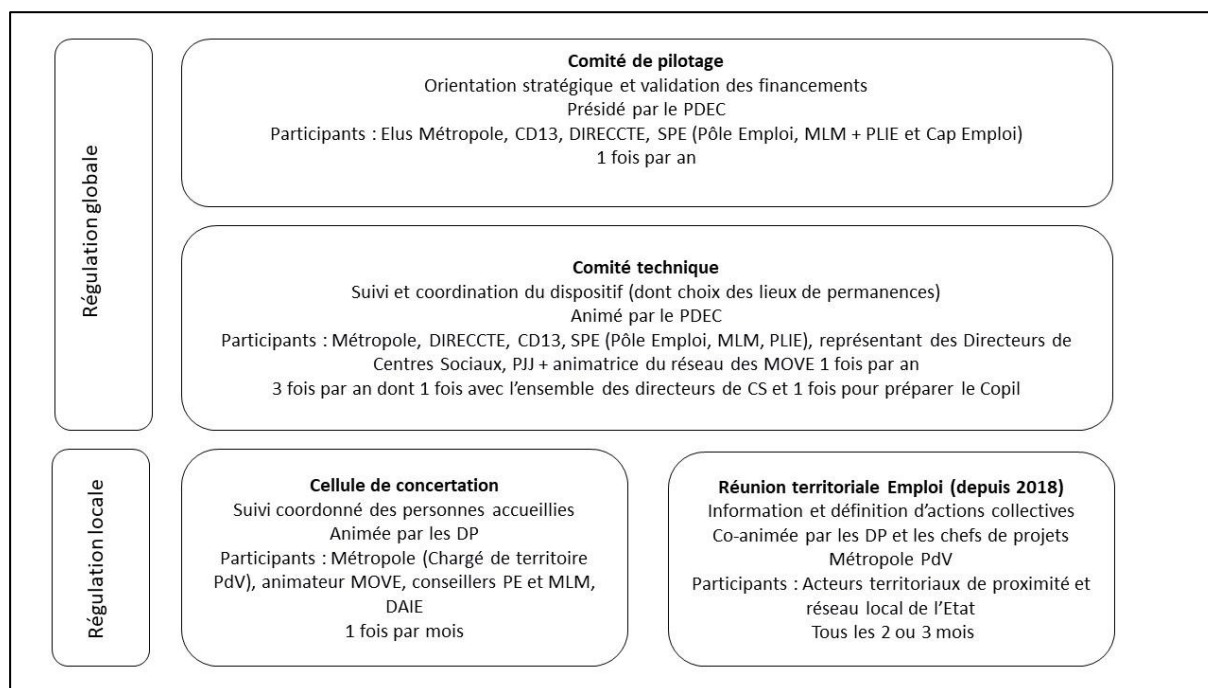 Régulation globale
Comité de pilotage
Orientation stratégique et validation des financements
Présidé par le PDEC
Participants : Elus Métropole, CD13, DIRECCTE, SPE (Pôle Emploi, MLM + PLIE et Cap Emploi)
1 fois par an
Comité technique
Suivi et coordination du dispositif (dont choix des lieux de permanences)
Animé par le PDEC
Participants : Métropole, DIRECCTE, CD13, SPE (Pôle Emploi, MLM, PLIE), représentant des Directeurs de
Centres Sociaux, PJJ + animatrice du réseau des MOVE 1 fois par an
3 fois par an dont 1 fois avec l’ensemble des directeurs de CS et 1 fois pour préparer le Copil
Régulation locale
Cellule de concertation
Suivi coordonné des personnes accueillies
Animée par les DP
Participants : Métropole (Chargé de territoire
PdV), animateur MOVE, conseillers PE et MLM,
DAIE
1 fois par mois
Réunion territoriale Emploi (depuis 2018)
Information et définition d’actions collectives
Co-animée par les DP et les chefs de projets
Métropole PdV
Participants : Acteurs territoriaux de proximité et
réseau local de l’Etat
Tous les 2 ou 3 mois